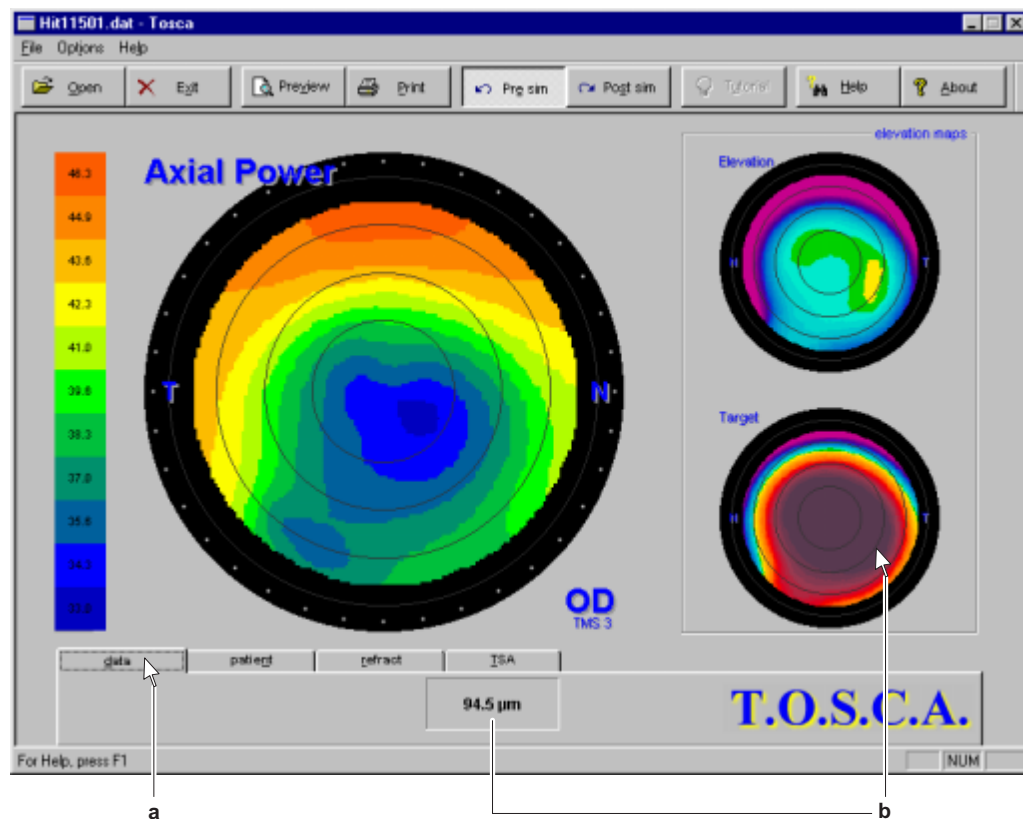 Hit11501.dat - Tosca
File Options Help
Open Exit Preview Print Pre sim Post sim Tutorial Help About
elevation maps
Axial Power
Elevation
46.3
44.9
43.6
42.3
41.0
39.6
38.3
37.0
35.6
34.3
33.0
T N
H T
Target
H T
OD
TMS 3
data patient refract TSA
94.5 µm
T.O.S.C.A.
For Help, press F1 NUM
a b